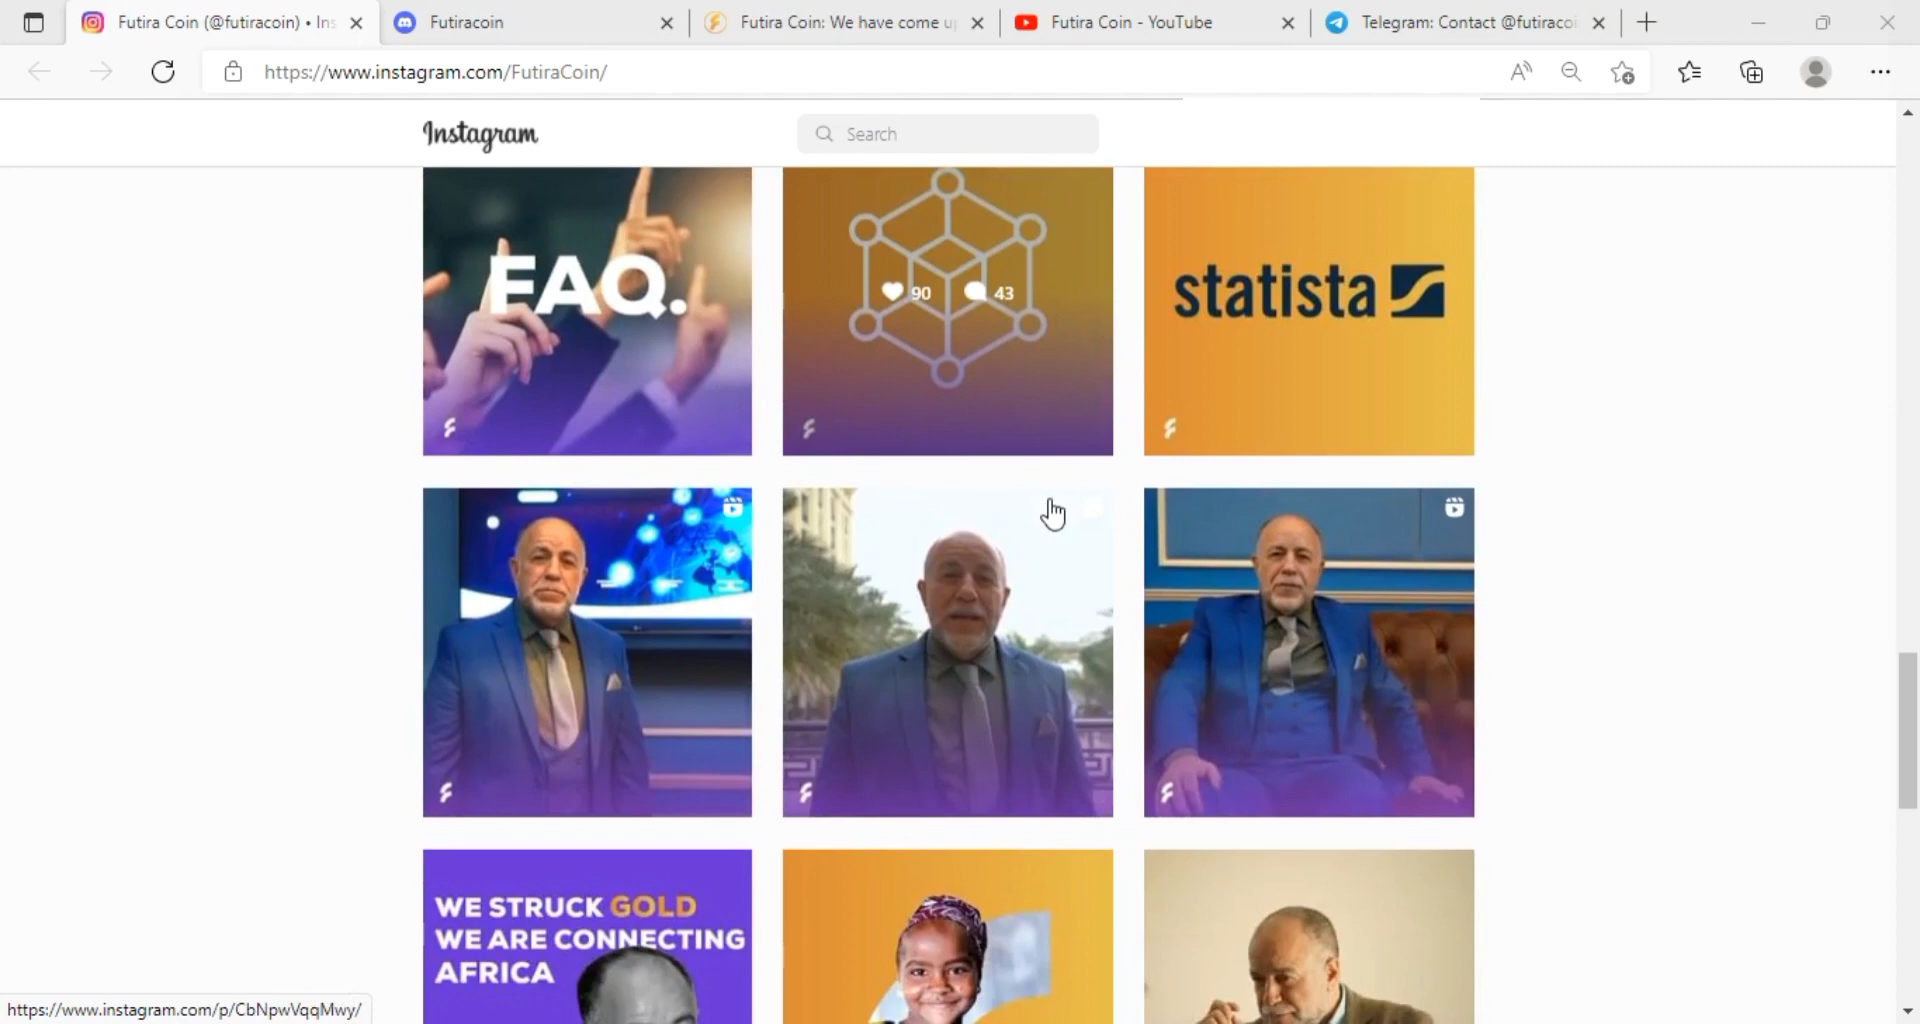 Futira Coin (@futiracoin) • Ins
Futiracoin
Futira Coin: We have come u
Futira Coin - YouTube
Telegram: Contact @futiraco
https://www.instagram.com/FutiraCoin/
Instagram
Search
FAQ.
90 43
statista
WE STRUCK GOLD
WE ARE CONNECTING
AFRICA
https://www.instagram.com/p/CbNpwVqqMwy/